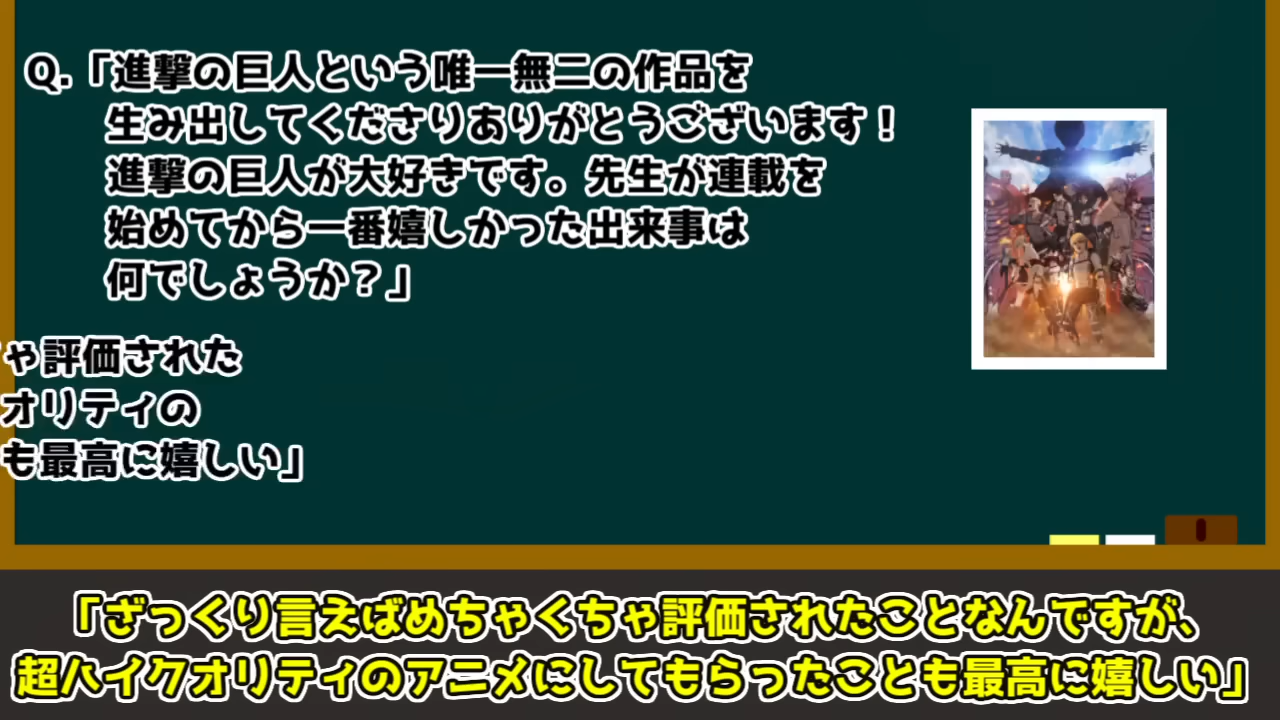 Q.「進撃の巨人という唯一無二の作品を
生み出してくださりありがとうございます！
進撃の巨人が大好きです。先生が連載を
始めてから一番嬉しかった出来事は
何でしょうか？」
ゃ評価された
オリティの
も最高に嬉しい」
「ざっくり言えばめちゃくちゃ評価されたことなんですが、
超ハイクオリティのアニメにしてもらったことも最高に嬉しい」